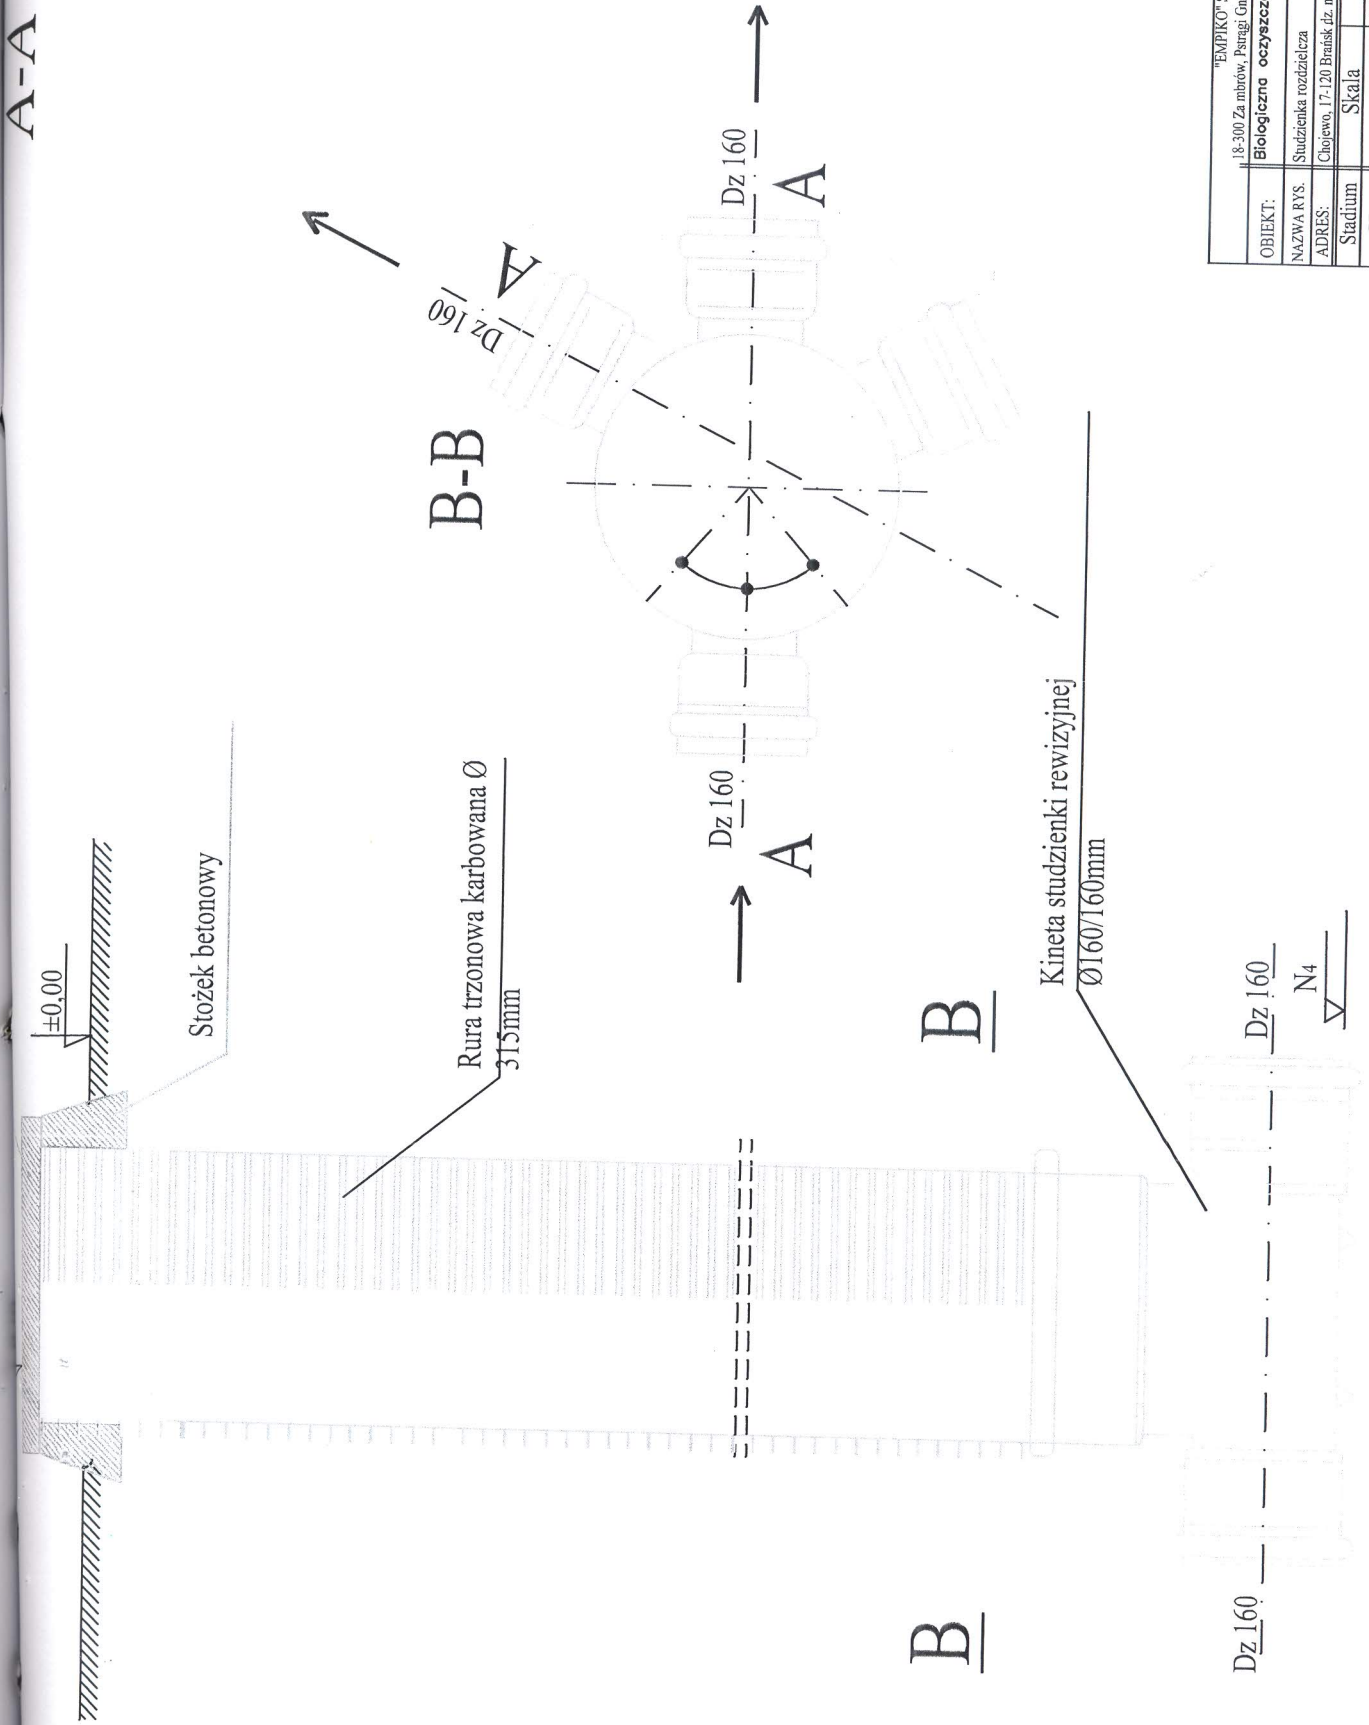 A-A
±0,00
Stożek betonowy
Rura trzonowa karbowana Ø
315mm
B
B
Kineta studzienki rewizyjnej
Ø160/160mm
Dz 160
Dz 160
N4
B-B
Dz 160
A
Dz 160
A
Dz 160
A
"EMPIKO"
18-300 Za mbrów, Pstrągi
OBIEKT:
Biologiczna
NAZWA RYS.
Studzienka rozdzielcza
ADRES:
Chojewo, 17-120 Brańsk dz.
Stadium
Skala